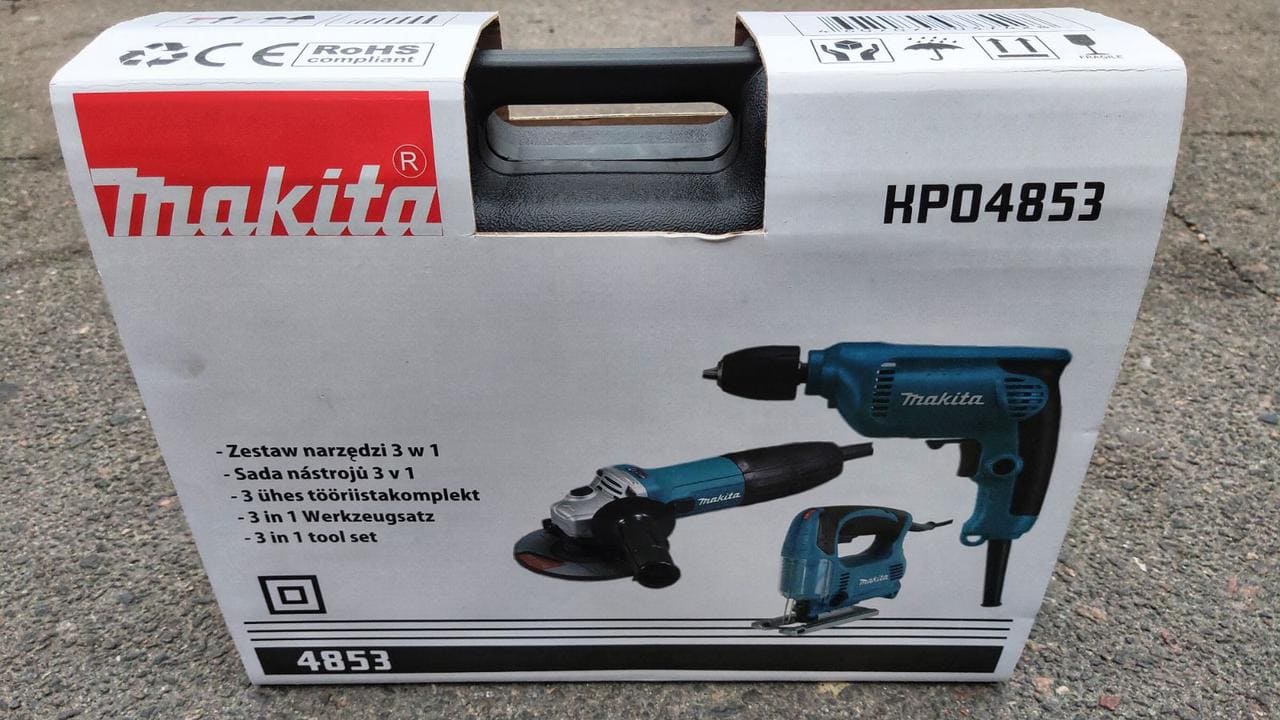 CE
RoHS
compliant
FRAGILE
makita®
HP04853
makita
makita
makita
- Zestaw narzędzi 3 w 1
- Sada nástrojů 3 v 1
- 3 ühes tööriistakomplekt
- 3 in 1 Werkzeugsatz
- 3 in 1 tool set
4853